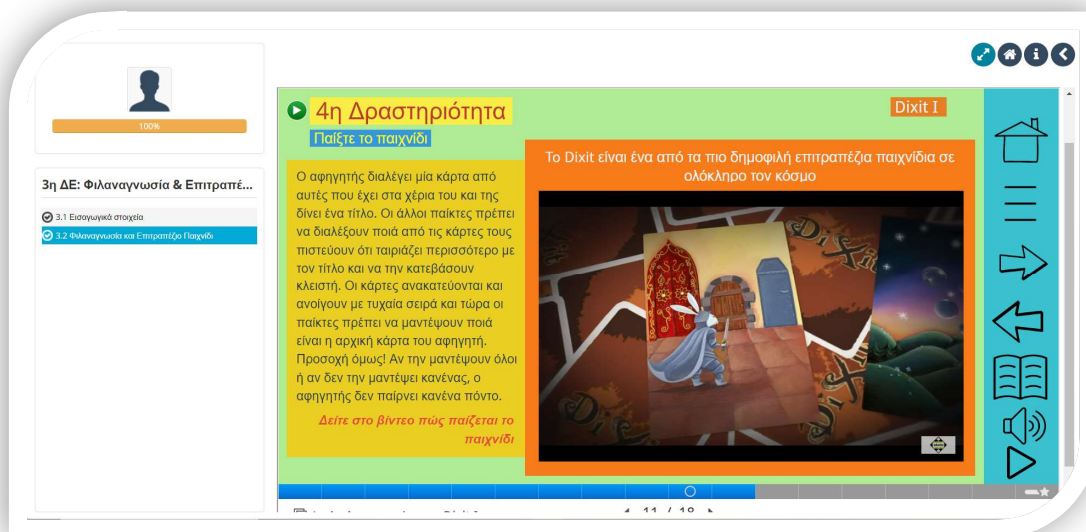 100%
3η ΔΕ: Φιλαναγνωσία & Επιτραπέ...
3.1 Εισαγωγικά στοιχεία
3.2 Φιλαναγνωσία και Επιτραπέζιο Παιχνίδι
4η Δραστηριότητα
Παίξτε το παιχνίδι
Ο αφηγητής διαλέγει μία κάρτα από
αυτές που έχει στα χέρια του και της
δίνει ένα τίτλο. Οι άλλοι παίκτες πρέπει
να διαλέξουν ποιά από τις κάρτες τους
πιστεύουν ότι ταιριάζει περισσότερο με
τον τίτλο και να την κατεβάσουν
κλειστή. Οι κάρτες ανακατεύονται και
ανοίγουν με τυχαία σειρά και τώρα οι
παίκτες πρέπει να μαντέψουν ποιά
είναι η αρχική κάρτα του αφηγητή.
Προσοχή όμως! Αν την μαντέψουν όλοι
ή αν δεν την μαντέψει κανένας, ο
αφηγητής δεν παίρνει κανένα πόντο.
Δείτε στο βίντεο πώς παίζεται το
παιχνίδι
Dixit I
Το Dixit είναι ένα από τα πιο δημοφιλή επιτραπέζια παιχνίδια σε
ολόκληρο τον κόσμο
DiXiT
11 / 18